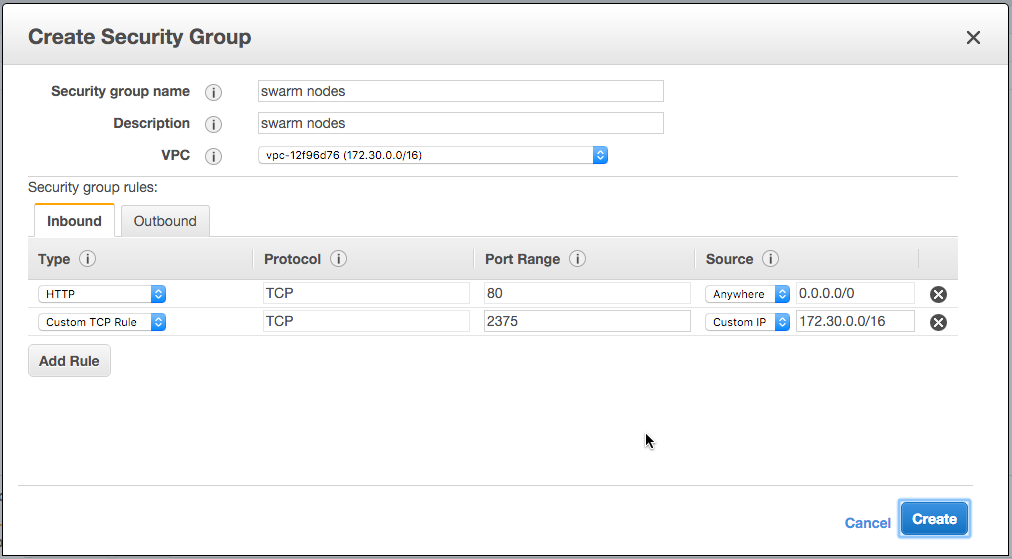 Create Security Group
Security group name i swarm nodes
Description i swarm nodes
VPC i vpc-12f96d76 (172.30.0.0/16)
Security group rules:
Inbound Outbound
Type i Protocol i Port Range i Source i
HTTP TCP 80 Anywhere 0.0.0.0/0
Custom TCP Rule TCP 2375 Custom IP 172.30.0.0/16
Add Rule
Cancel Create